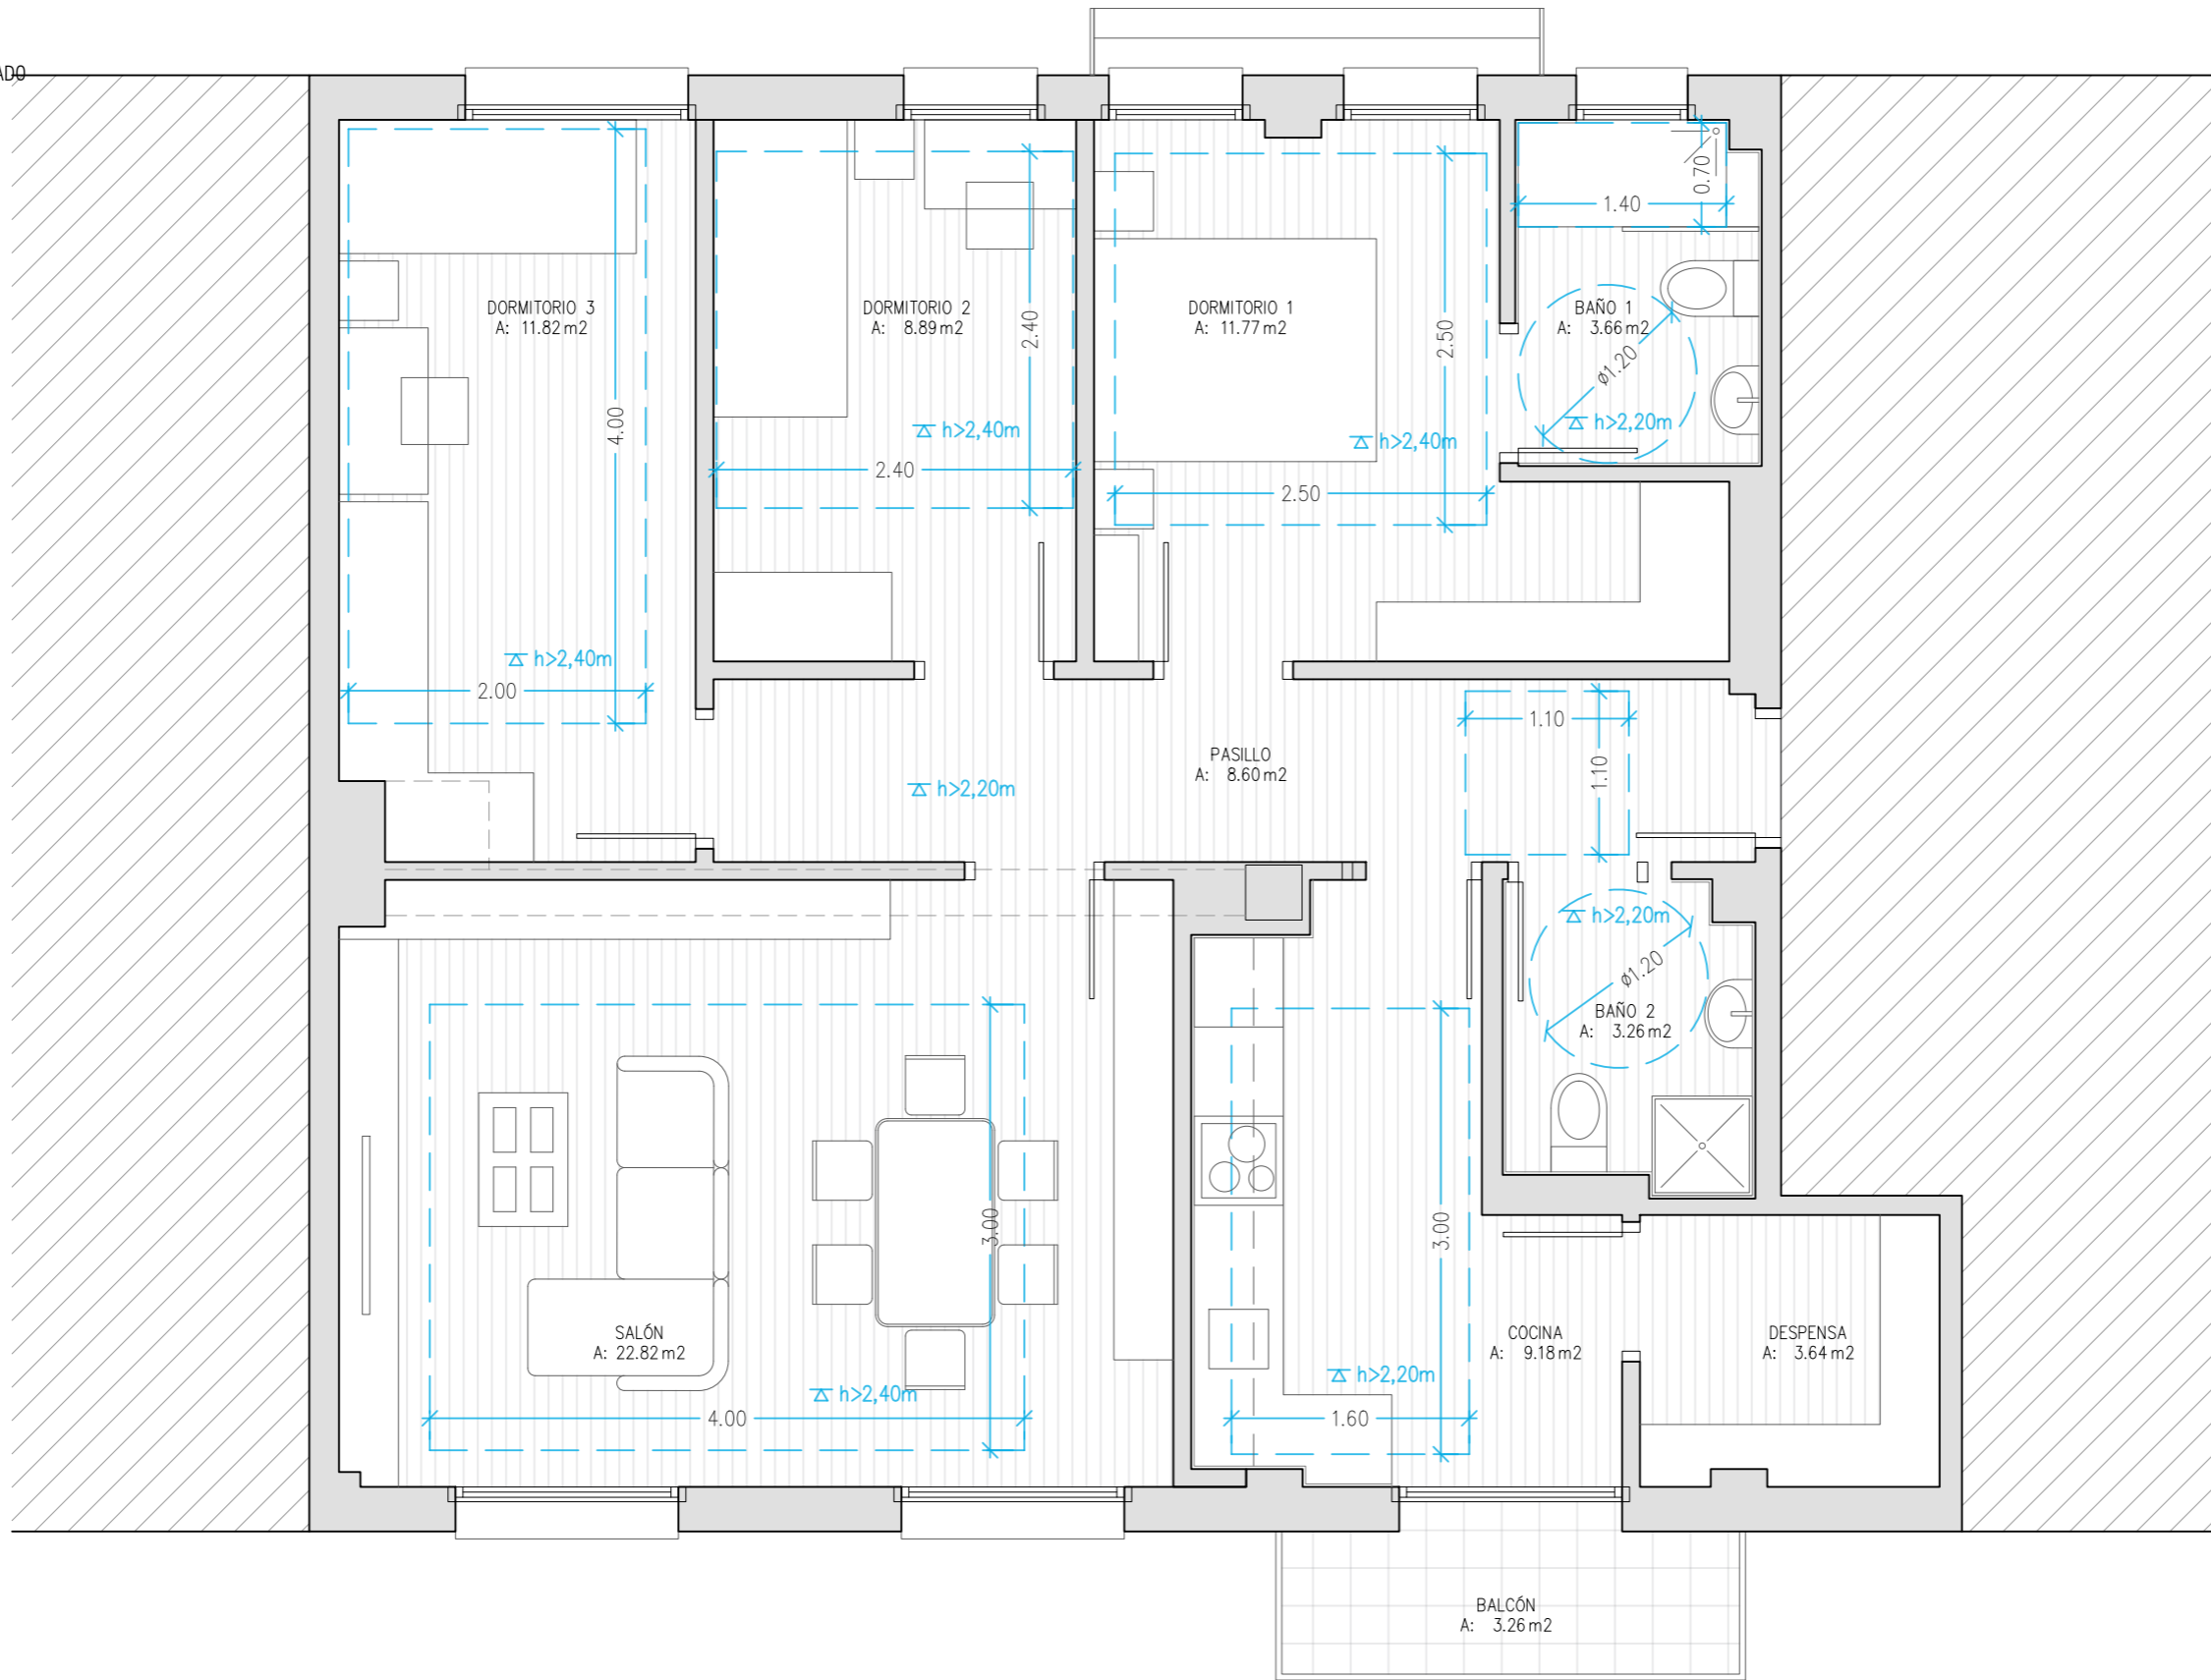 ADO
0.70
1.40
DORMITORIO 3
A: 11.82 m2
DORMITORIO 2
A: 8.89 m2
DORMITORIO 1
A: 11.77 m2
BAÑO 1
A: 3.66 m2
2.40
2.50
ø1.20
4.00
h>2,40m
h>2,40m
h>2,20m
2.40
2.50
h>2,40m
2.00
1.10
PASILLO
A: 8.60 m2
1.10
h>2,20m
h>2,20m
ø1.20
BAÑO 2
A: 3.26 m2
3.00
3.00
SALÓN
A: 22.82 m2
COCINA
A: 9.18 m2
DESPENSA
A: 3.64 m2
h>2,20m
h>2,40m
4.00
1.60
BALCÓN
A: 3.26 m2